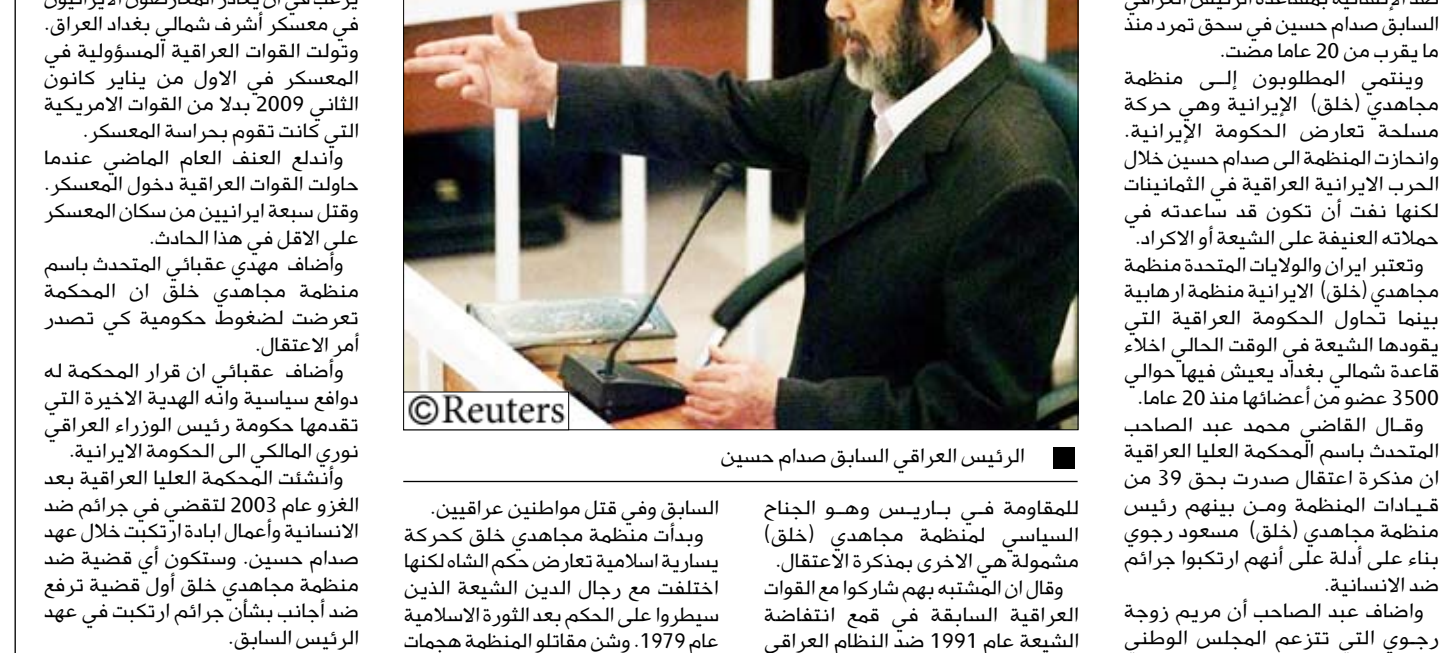 ضد الإنسانية بمساعدة الرئيس العراقي
السابق صدام حسين في سحق تمرد منذ
ما يقرب من 20 عاما مضت.
وينتمي المطلوبون إلـى منظمة
مجاهدي (خلق) الإيرانية وهي حركة
مسلحة تعارض الحكومة الإيرانية.
وانحازت المنظمة الى صدام حسين خلال
الحرب الايرانية العراقية في الثمانينات
لكنها نفت أن تكون قد ساعدته في
حملاته العنيفة على الشيعة أو الاكراد.
وتعتبر ايران والولايات المتحدة منظمة
مجاهدي (خلق) الايرانية منظمة ارهابية
بينما تحاول الحكومة العراقية التي
يقودها الشيعة في الوقت الحالي اخلاء
قاعدة شمالي بغداد يعيش فيها حوالي
3500 عضو من أعضائها منذ 20 عاما.
وقـال القاضي محمد عبد الصاحب
المتحدث باسم المحكمة العليا العراقية
ان مذكرة اعتقال صدرت بحق 39 من
قـيـادات المنظمة ومـن بينهم رئيس
منظمة مجاهدي (خلق) مسعود رجوي
بناء على أدلة على أنهم ارتكبوا جرائم
ضد الانسانية.
واضاف عبد الصاحب أن مريم زوجة
رجـوي التي تتزعم المجلس الوطني
©Reuters
الرئيس العراقي السابق صدام حسين
للمقاومة فـي بـاريـس وهـو الجناح
السياسي لمنظمة مجاهدي (خلق)
مشمولة هي الاخرى بمذكرة الاعتقال.
وقال ان المشتبه بهم شاركوا مع القوات
العراقية السابقة في قمع انتفاضة
الشيعة عام 1991 ضد النظام العراقي
السابق وفي قتل مواطنين عراقيين.
وبدأت منظمة مجاهدي خلق كحركة
يسارية اسلامية تعارض حكم الشاه لكنها
اختلفت مع رجال الدين الشيعة الذين
سيطروا على الحكم بعد الثورة الاسلامية
عام 1979. وشن مقاتلو المنظمة هجمات
يرغب في أن يغادر المعارضون الايرانيون
في معسكر أشرف شمالي بغداد العراق.
وتولت القوات العراقية المسؤولية في
المعسكر في الاول من يناير كانون
الثاني 2009 بدلا من القوات الامريكية
التي كانت تقوم بحراسة المعسكر.
واندلع العنف العام الماضي عندما
حاولت القوات العراقية دخول المعسكر.
وقتل سبعة ايرانيين من سكان المعسكر
على الاقل في هذا الحادث.
وأضاف مهدي عقبائي المتحدث باسم
منظمة مجاهدي خلق ان المحكمة
تعرضت لضغوط حكومية كي تصدر
أمر الاعتقال.
وأضاف عقبائي ان قرار المحكمة له
دوافع سياسية وانه الهدية الاخيرة التي
تقدمها حكومة رئيس الوزراء العراقي
نوري المالكي الى الحكومة الايرانية.
وأنشئت المحكمة العليا العراقية بعد
الغزو عام 2003 لتقضي في جرائم ضد
الانسانية وأعمال ابادة ارتكبت خلال عهد
صدام حسين. وستكون أي قضية ضد
منظمة مجاهدي خلق أول قضية ترفع
ضد أجانب بشأن جرائم ارتكبت في عهد
الرئيس السابق.